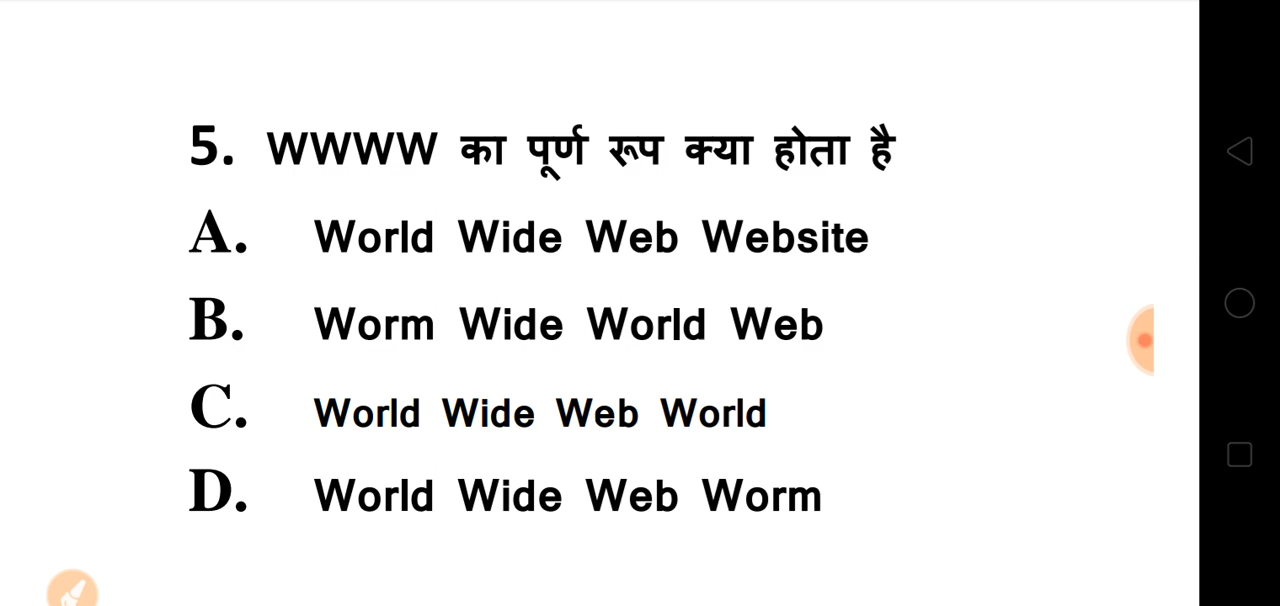 5. WWWW का पूर्ण रूप क्या होता है
A. World Wide Web Website
B. Worm Wide World Web
C. World Wide Web World
D. World Wide Web Worm